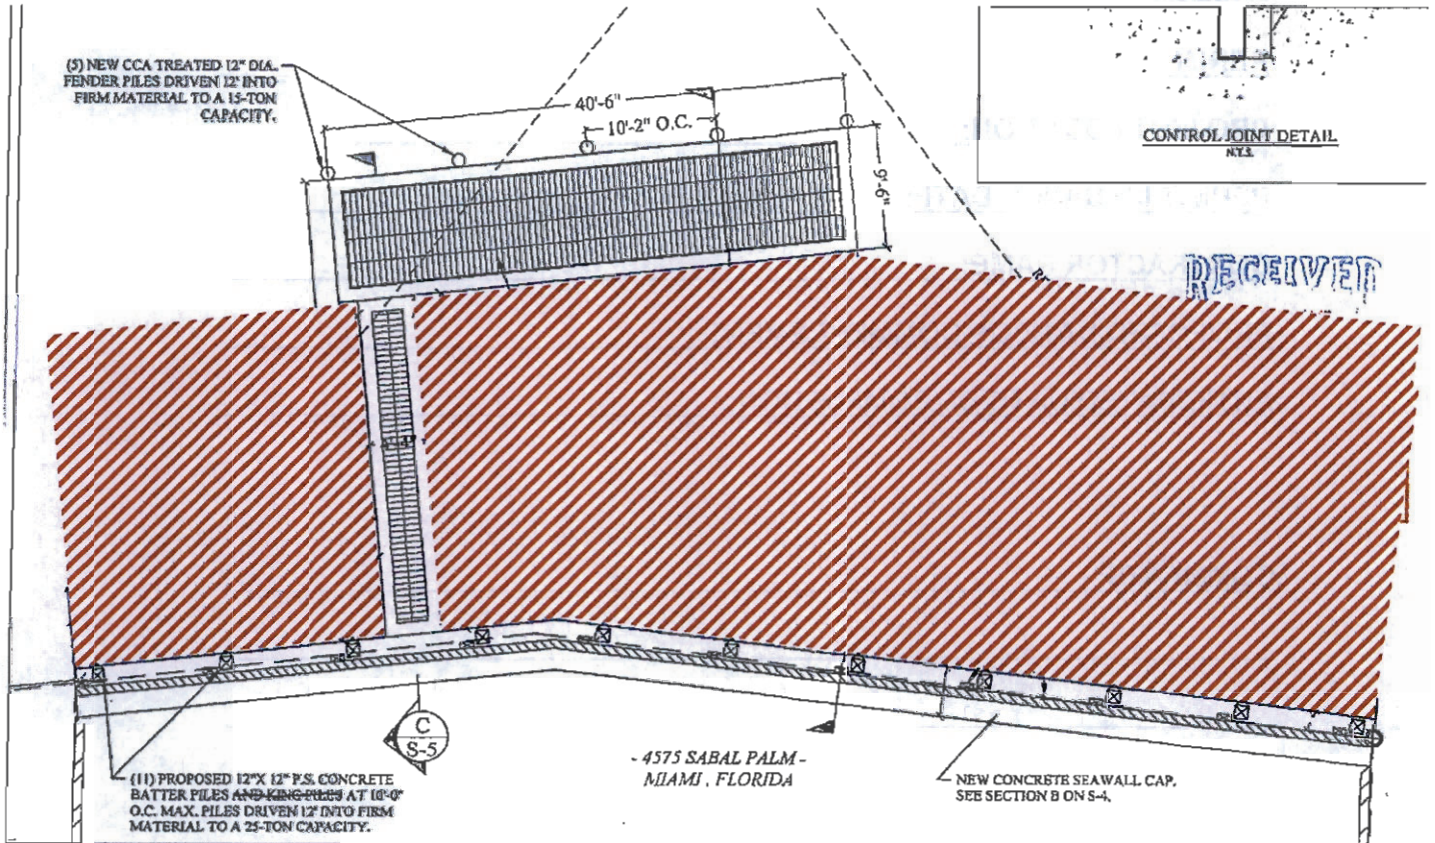 (5) NEW CCA TREATED 12" DIA.
FENDER PILES DRIVEN 12' INTO
FIRM MATERIAL TO A 15-TON
CAPACITY.
40'-6"
10'-2" O.C.
9'-6"
CONTROL JOINT DETAIL
N.T.S.
RECEIVED
C
S-5
- 4575 SABAL PALM -
MIAMI, FLORIDA
(11) PROPOSED 12"X 12" P.S. CONCRETE
BATTER PILES AND KING PILES AT 10'-0"
O.C. MAX. PILES DRIVEN 12' INTO FIRM
MATERIAL TO A 25-TON CAPACITY.
NEW CONCRETE SEAWALL CAP.
SEE SECTION B ON S-4.